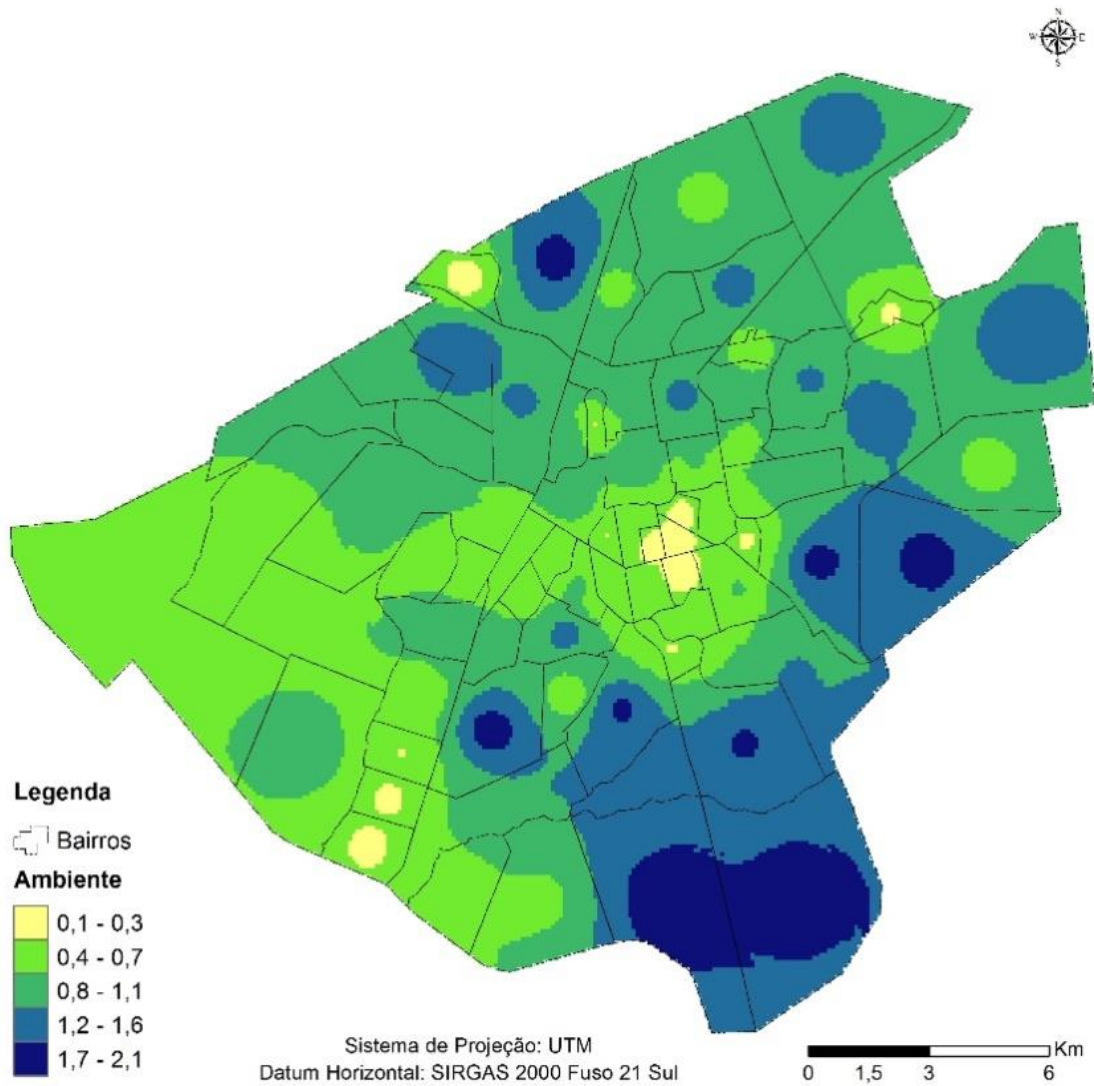 N
W E
S
Legenda
Bairros
Ambiente
0,1 - 0,3
0,4 - 0,7
0,8 - 1,1
1,2 - 1,6
1,7 - 2,1
Sistema de Projeção: UTM
Datum Horizontal: SIRGAS 2000 Fuso 21 Sul
Km
0 1,5 3 6